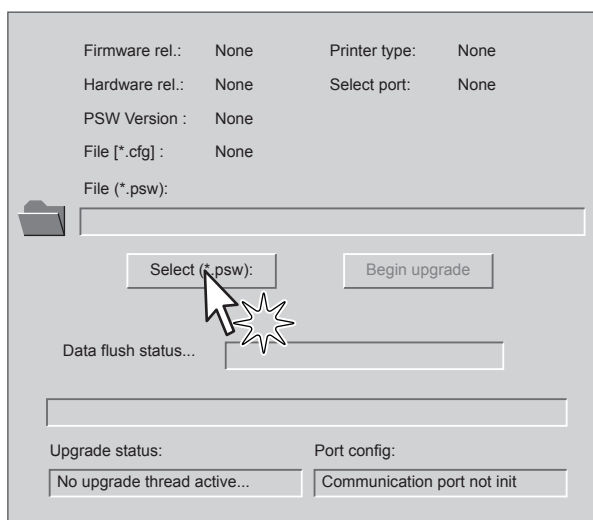 Firmware rel.: None Printer type: None
Hardware rel.: None Select port: None
PSW Version : None
File [*.cfg] : None
File (*.psw):
Select (*.psw): Begin upgrade
Data flush status...
Upgrade status: Port config:
No upgrade thread active... Communication port not init